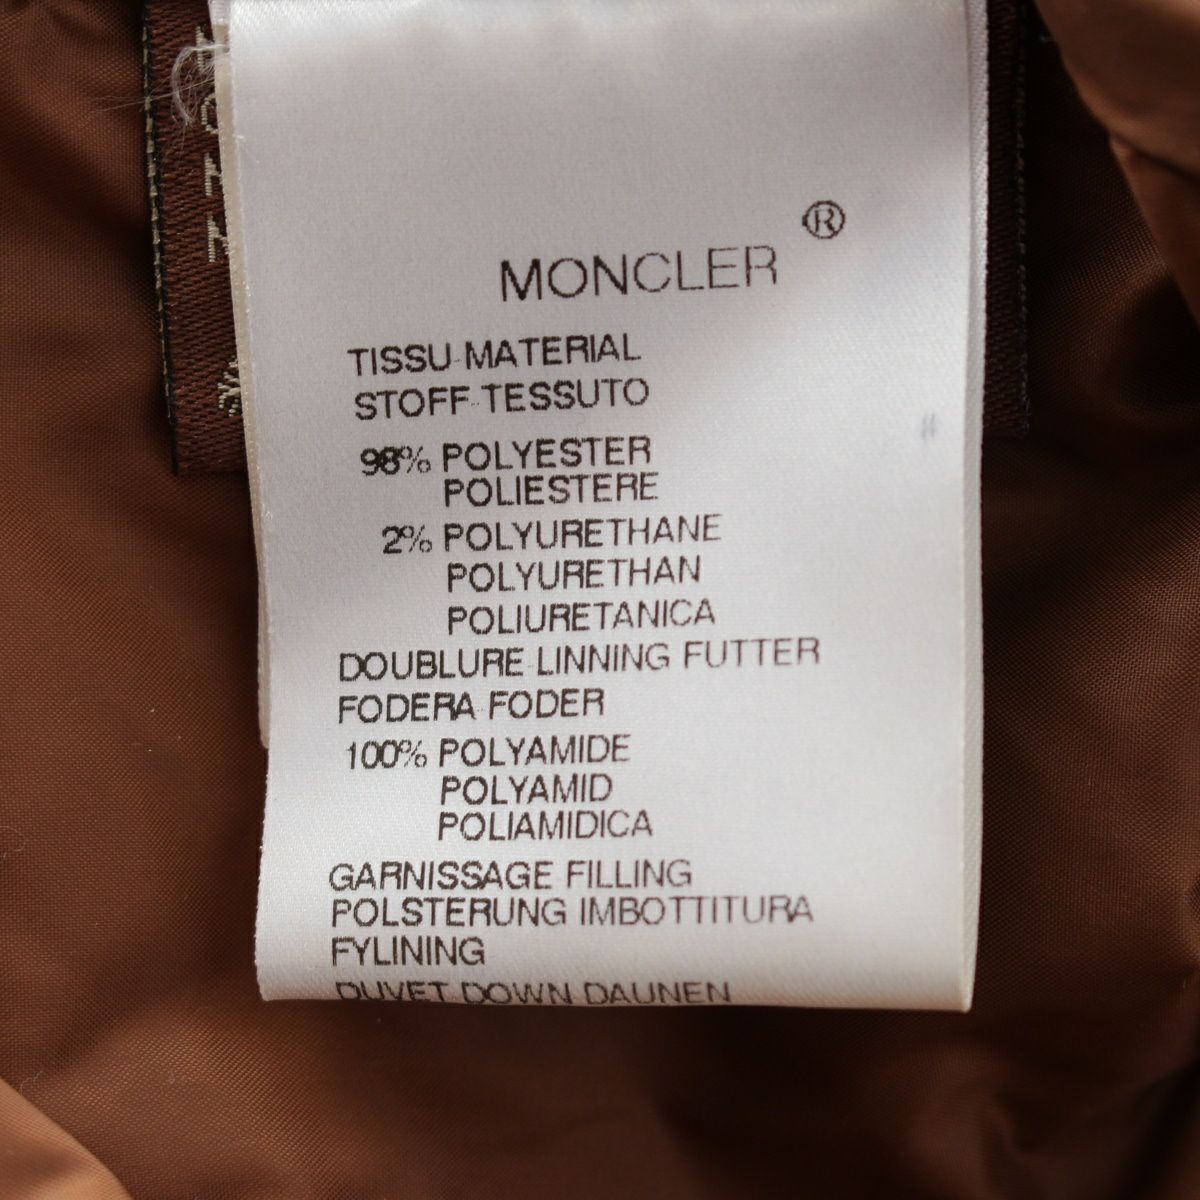 MONCLER ®
TISSU-MATERIAL
STOFF-TESSUTO
98% POLYESTER
POLIESTERE
2% POLYURETHANE
POLYURETHAN
POLIURETANICA
DOUBLURE-LINNING FUTTER
FODERA-FODER
100% POLYAMIDE
POLYAMID
POLIAMIDICA
GARNISSAGE FILLING
POLSTERUNG IMBOTTITURA
FYLINING
DUVET DOWN DAUNEN